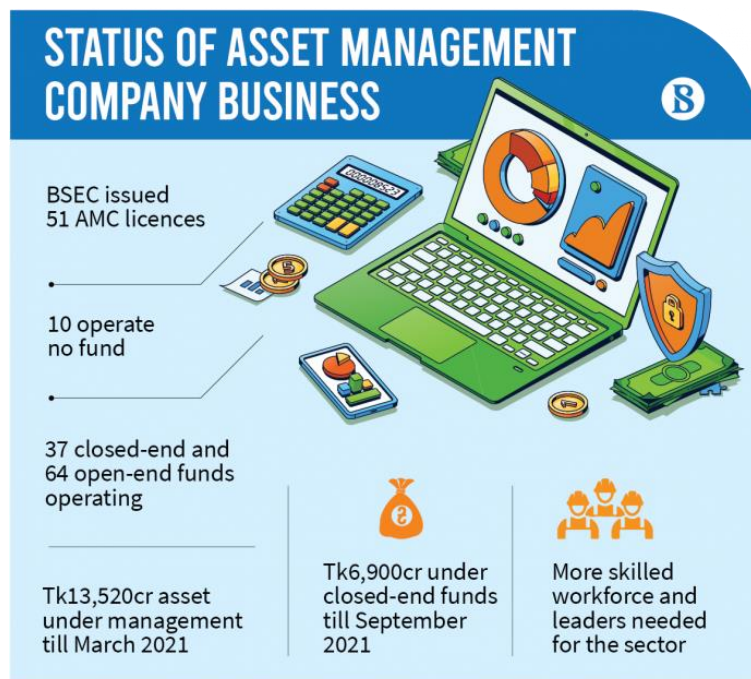 STATUS OF ASSET MANAGEMENT
COMPANY BUSINESS
BSEC issued
51 AMC licences
10 operate
no fund
37 closed-end and
64 open-end funds
operating
Tk13,520cr asset
under management
till March 2021
Tk6,900cr under
closed-end funds
till September
2021
More skilled
workforce and
leaders needed
for the sector